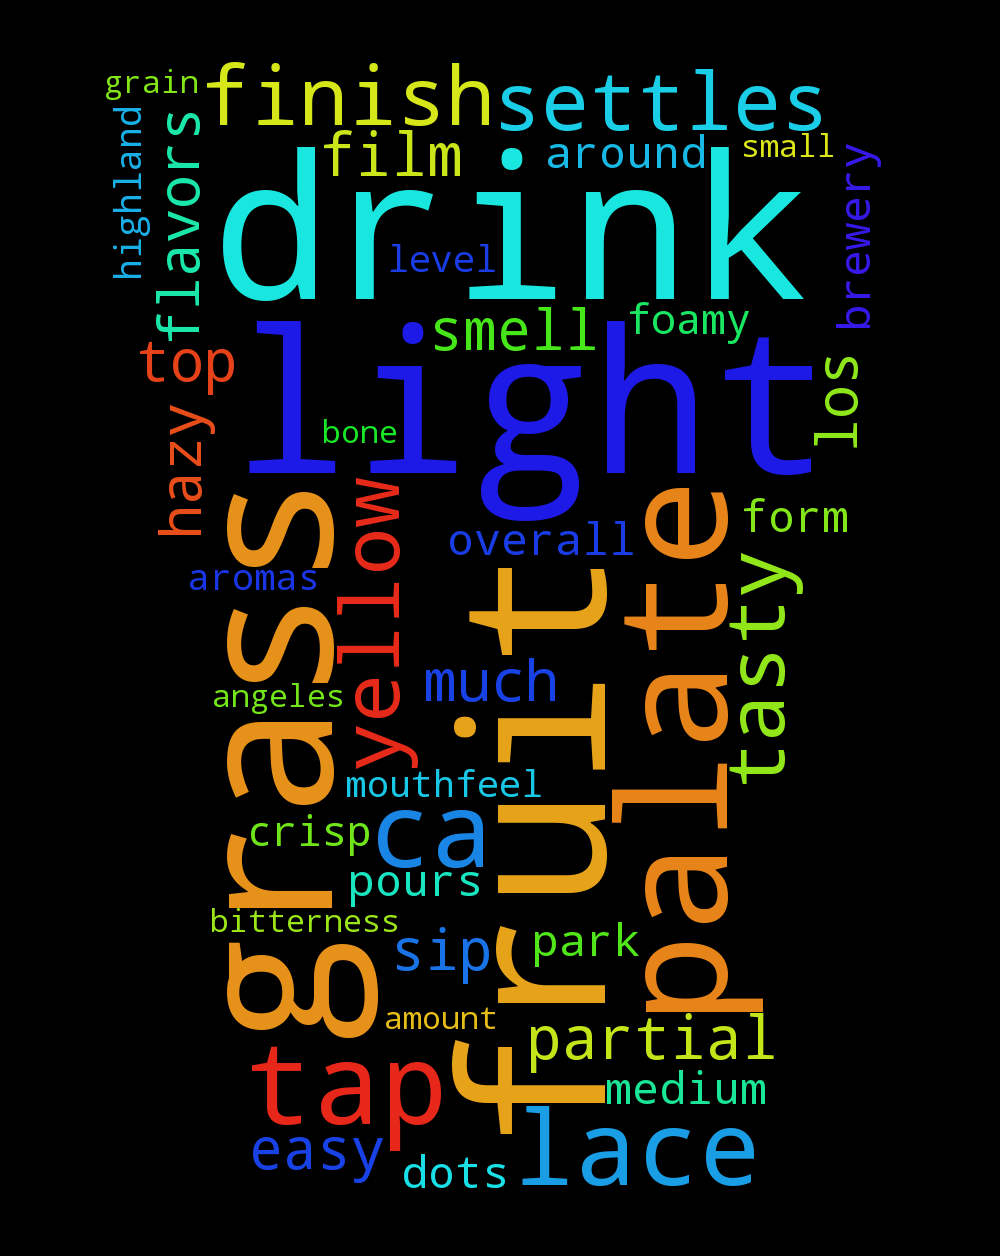 grain
finish
settles
highland
flavors
film
around
small
brewery
drink
level
smell
foamy
top
light
los
hazy
bone
grass
yellow
overall
palate
form
tasty
aromas
fruit
much
angeles
mouthfeel
crisp
ca
pours
bitterness
sip
park
amount
partial
tap
medium
easy
dots
lace